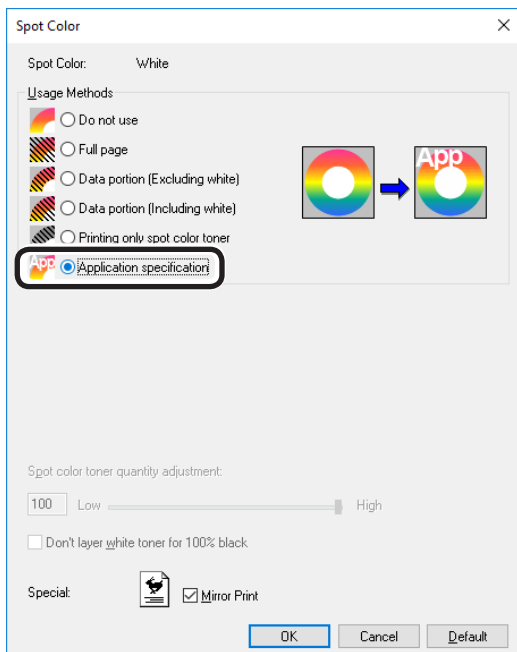 Spot Color
Spot Color: White
Usage Methods
Do not use
Full page
Data portion (Excluding white)
Data portion (Including white)
App
Printing only spot color toner
App Application specification
Spot color toner quantity adjustment:
100 Low High
Don't layer white toner for 100% black
Special: Mirror Print
OK Cancel Default